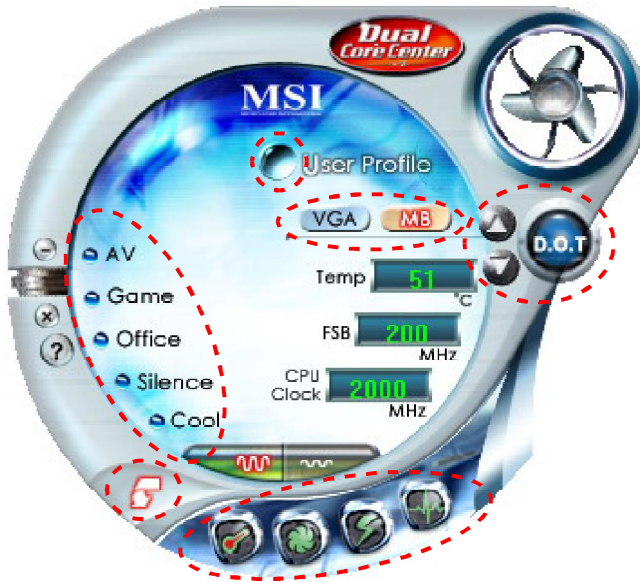 Dual
Core Center
MSI
User Profile
VGA MB
D.O.T
AV
Temp 51 °C
Game
Office
FSB 200 MHz
Silence
CPU Clock 2000 MHz
Cool
?